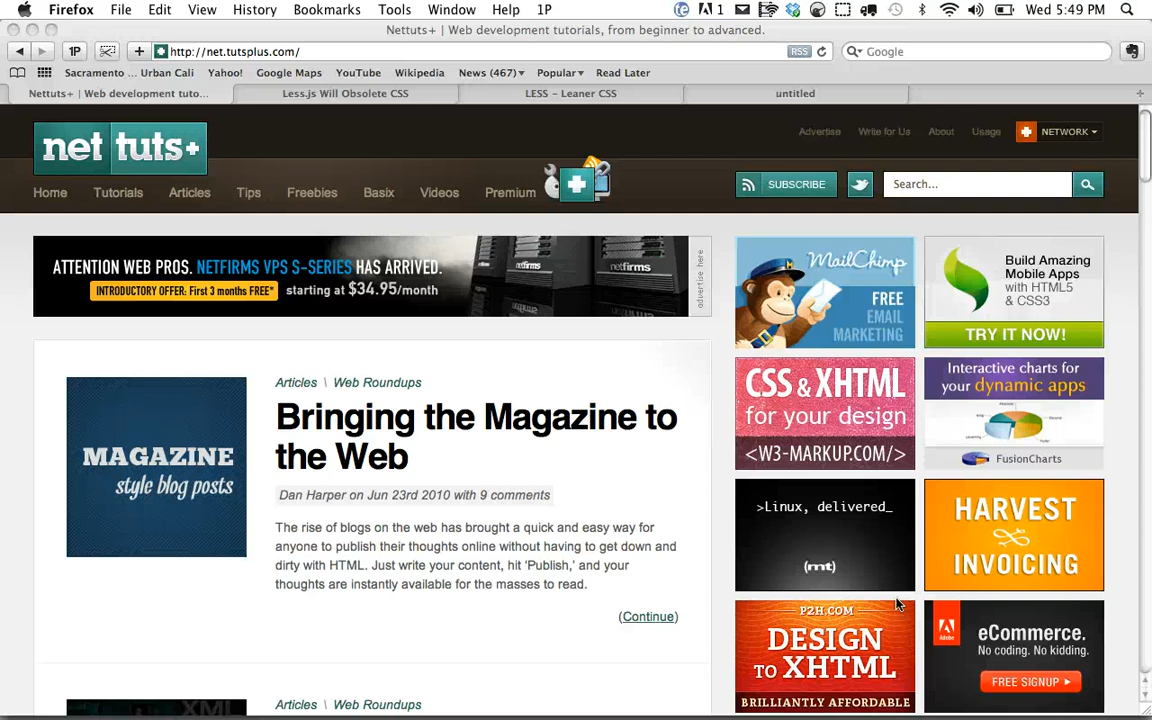 Firefox File Edit View History Bookmarks Tools Window Help 1P 1 Wed 5:49 PM
Nettuts+ | Web development tutorials, from beginner to advanced.
1P http://net.tutsplus.com/ RSS Google
Sacramento ... Urban Cali Yahoo! Google Maps YouTube Wikipedia News (467) Popular Read Later
Nettuts+ | Web development tuto... Less.js Will Obsolete CSS LESS – Leaner CSS untitled
net tuts+
Advertise Write for Us About Usage NETWORK
Home Tutorials Articles Tips Freebies Basix Videos Premium
SUBSCRIBE Search...
ATTENTION WEB PROS. NETFIRMS VPS S-SERIES HAS ARRIVED.
INTRODUCTORY OFFER: First 3 months FREE* starting at $34.95/month
netfirms netfirms
advertise here
Articles \ Web Roundups
Bringing the Magazine to
the Web
MAGAZINE
style blog posts
Dan Harper on Jun 23rd 2010 with 9 comments
The rise of blogs on the web has brought a quick and easy way for
anyone to publish their thoughts online without having to get down and
dirty with HTML. Just write your content, hit ‘Publish,’ and your
thoughts are instantly available for the masses to read.
(Continue)
Articles \ Web Roundups
XML
MailChimp
FREE
EMAIL
MARKETING
Build Amazing
Mobile Apps
with HTML5
& CSS3
TRY IT NOW!
CSS & XHTML
for your design
<W3-MARKUP.COM/>
Interactive charts for
your dynamic apps
FusionCharts
>Linux, delivered_
(mt)
HARVEST
INVOICING
P2H.COM
DESIGN
TO XHTML
BRILLIANTLY AFFORDABLE
Adobe
eCommerce.
No coding. No kidding.
FREE SIGNUP